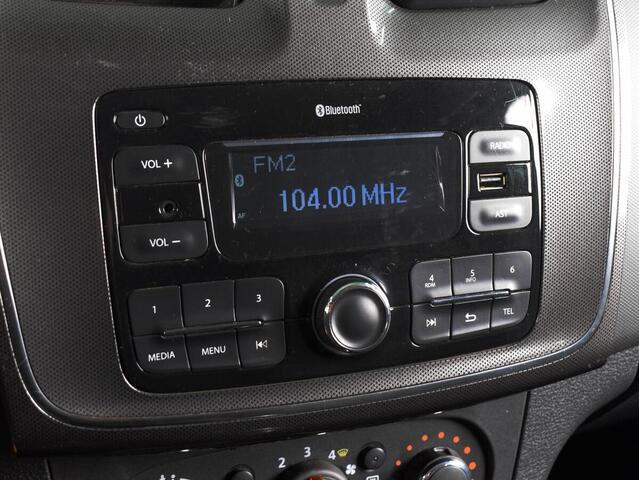 Bluetooth
VOL +
FM2
RADIO
104.00 MHz
AF
VOL –
AST
1 2 3
4 RDM 5 INFO 6
MEDIA MENU
TEL
2 3 4